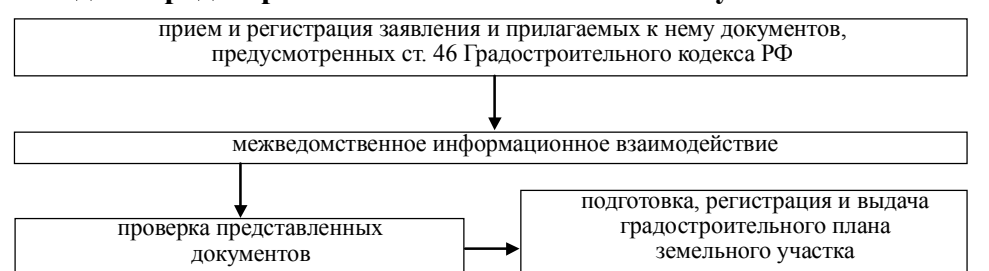 прием и регистрация заявления и прилагаемых к нему документов,
предусмотренных ст. 46 Градостроительного кодекса РФ
межведомственное информационное взаимодействие
проверка представленных
документов
подготовка, регистрация и выдача
градостроительного плана
земельного участка